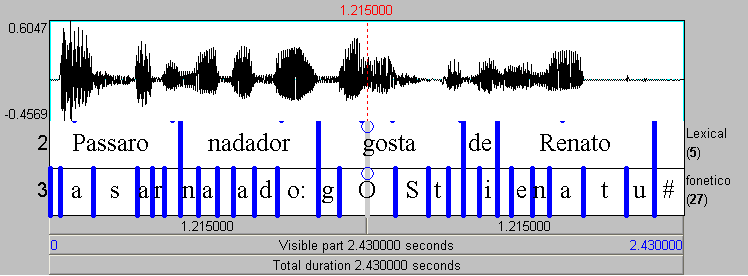 1.215000
0.6047
-0.4569
2 Passaro nadador gosta de Renato Lexical (5)
3 a s a r n a a d o: g O S t i e n a t u # fonetico (27)
1.215000 1.215000
0 Visible part 2.430000 seconds 2.430000
Total duration 2.430000 seconds